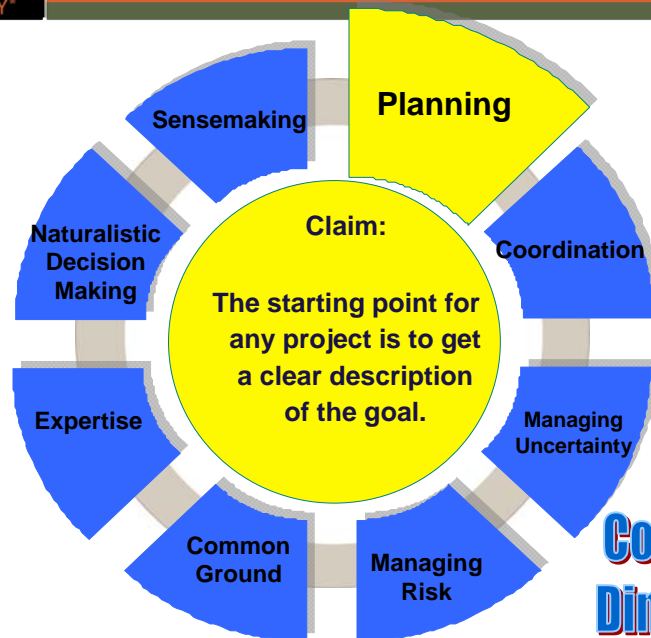 Planning
Sensemaking
Claim:
The starting point for
any project is to get
a clear description
of the goal.
Naturalistic
Decision
Making
Coordination
Expertise
Managing
Uncertainty
Common
Ground
Managing
Risk